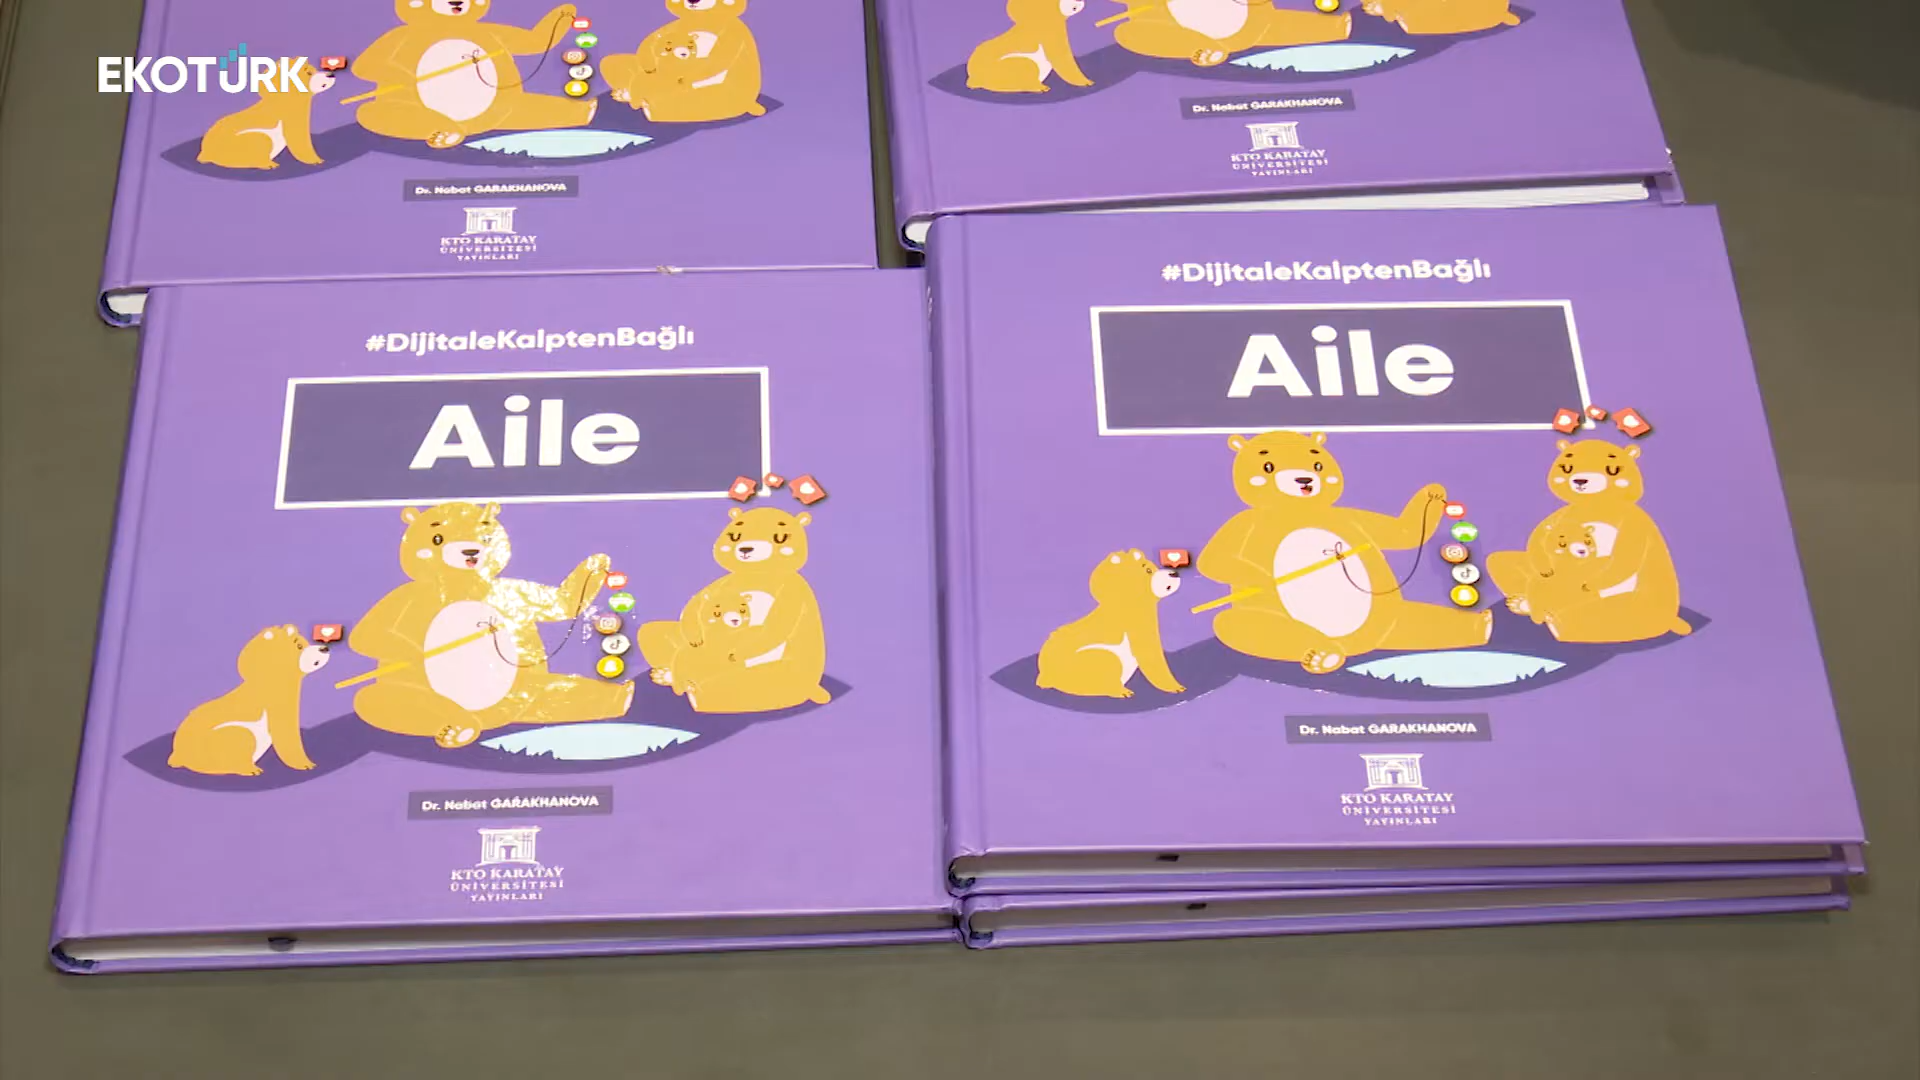 EKOTÜRK
Dr. Nabat GARAKHANOVA
KTO KARATAY
ÜNİVERSİTESİ
YAYINLARI
Dr. Nabat GARAKHANOVA
KTO KARATAY
ÜNİVERSİTESİ
YAYINLARI
#DijitaleKalptenBağlı
Aile
Dr. Nabat GARAKHANOVA
KTO KARATAY
ÜNİVERSİTESİ
YAYINLARI
#DijitaleKalptenBağlı
Aile
Dr. Nabat GARAKHANOVA
KTO KARATAY
ÜNİVERSİTESİ
YAYINLARI